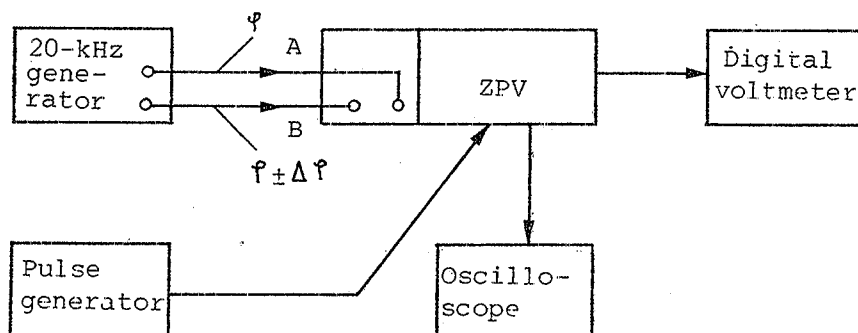 20-kHz
gene-
rator
φ
A
B
φ ± Δφ
ZPV
Digital
voltmeter
Pulse
generator
Oscillo-
scope